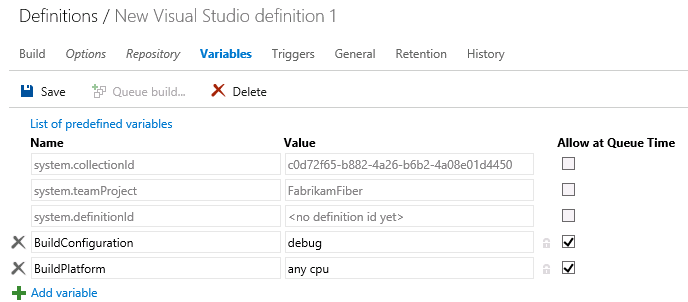 Definitions / New Visual Studio definition 1
Build Options Repository Variables Triggers General Retention History
Save Queue build... Delete
List of predefined variables
Name Value Allow at Queue Time
system.collectionId c0d72f65-b882-4a26-b6b2-4a08e01d4450
system.teamProject FabrikamFiber
system.definitionId <no definition id yet>
BuildConfiguration debug
BuildPlatform any cpu
Add variable